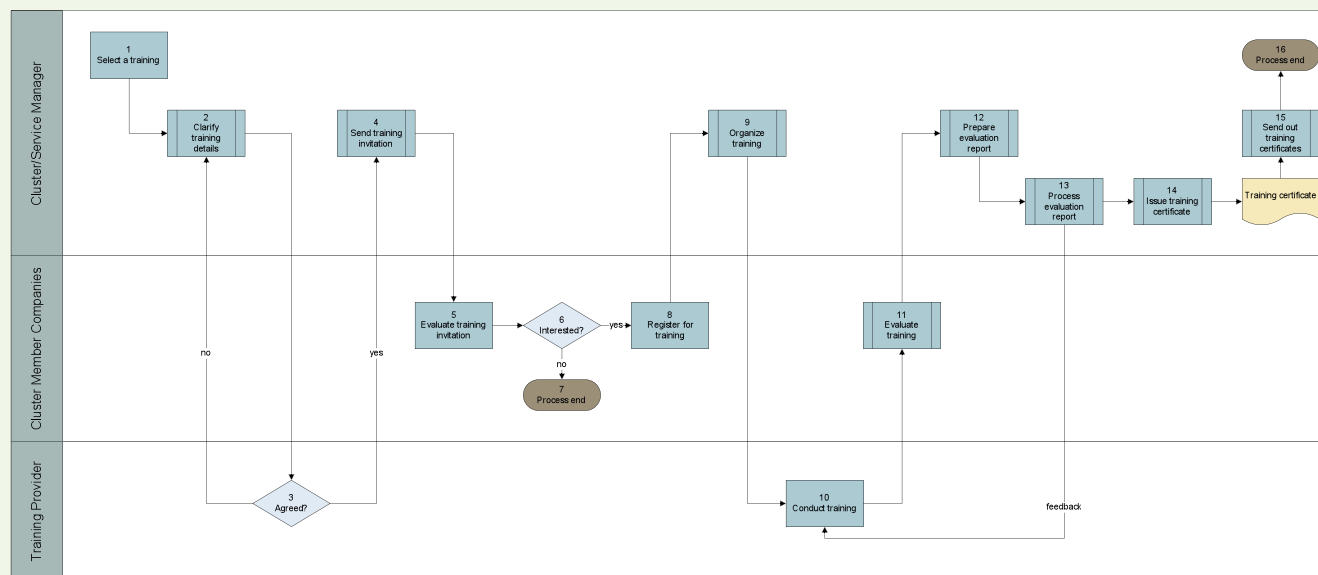 Cluster/Service Manager
1
Select a training
2
Clarify
training
details
4
Send training
invitation
9
Organize
training
12
Prepare
evaluation
report
13
Process
evaluation
report
14
Issue training
certificate
Training certificate
15
Send out
training
certificates
16
Process end
Cluster Member Companies
5
Evaluate training
invitation
6
Interested?
yes
no
7
Process end
8
Register for
training
11
Evaluate
training
no
yes
Training Provider
3
Agreed?
10
Conduct training
feedback